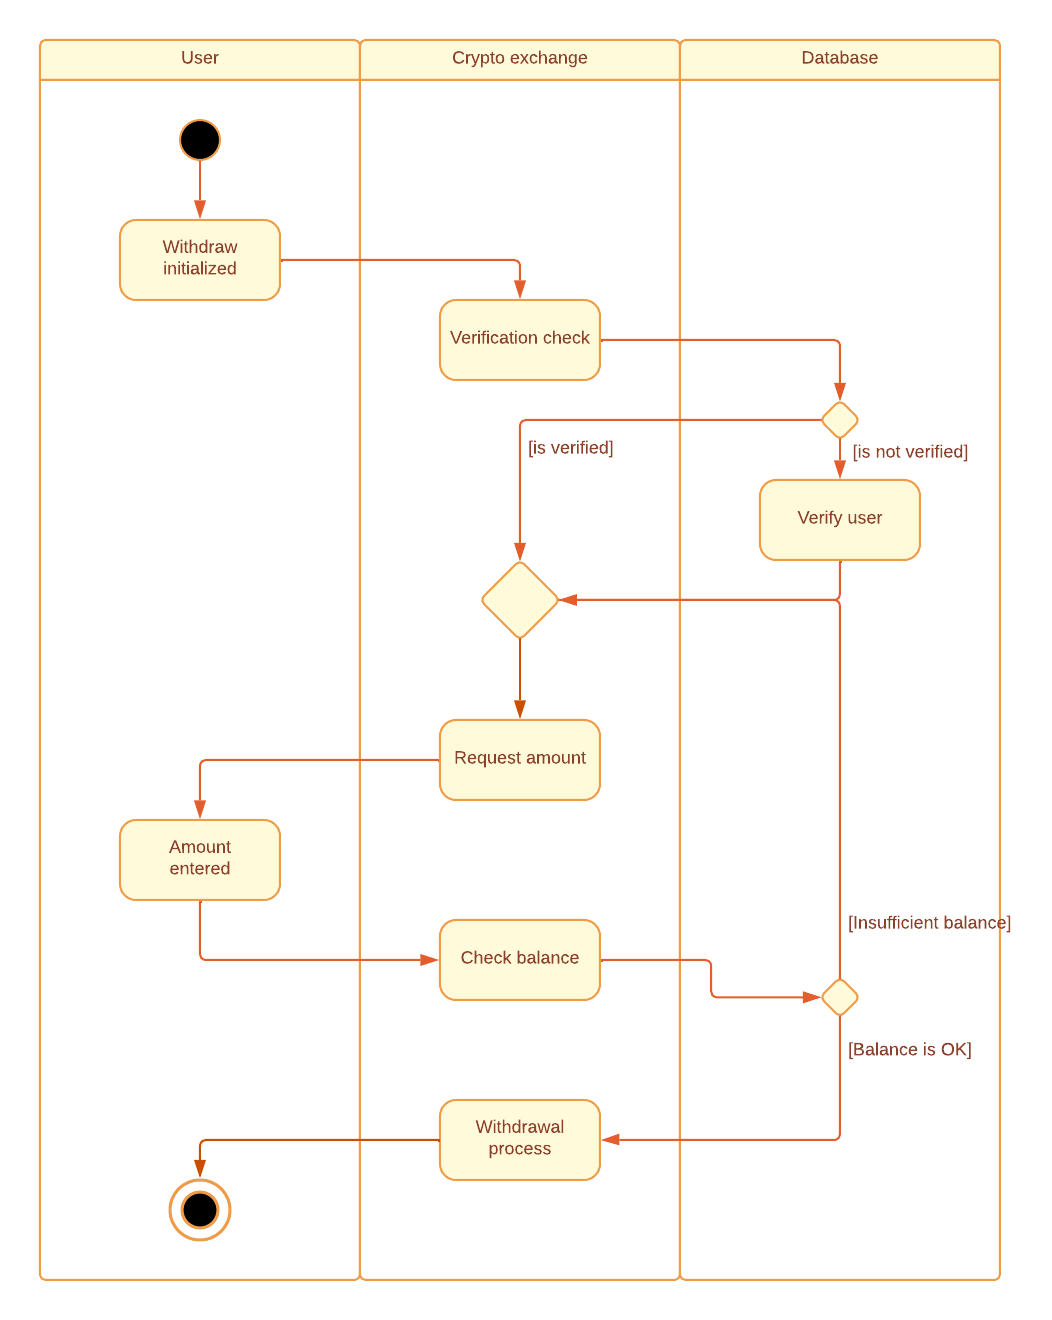 User
Crypto exchange
Database
Withdraw
initialized
Verification check
[is verified]
[is not verified]
Verify user
Request amount
Amount
entered
[Insufficient balance]
Check balance
[Balance is OK]
Withdrawal
process